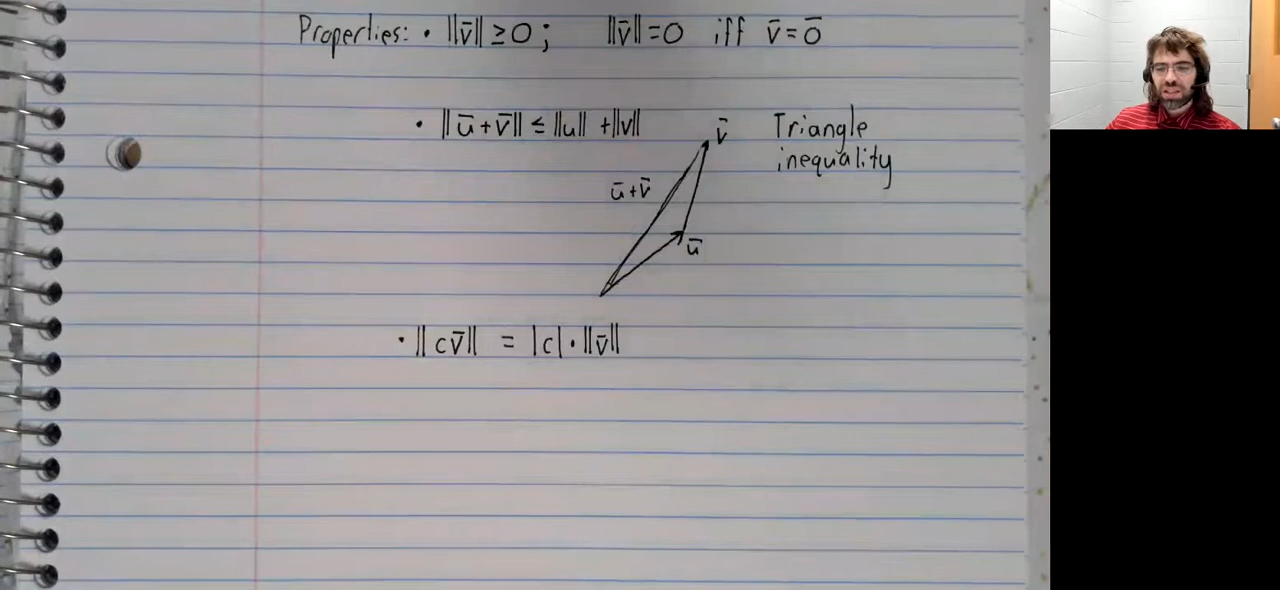 Properties: • ‖v̄‖ ≥ 0 ; ‖v̄‖ = 0 iff v̄ = 0̄
• ‖ū + v̄‖ ≤ ‖u‖ + ‖v‖
Triangle
inequality
v̄
ū+v̄
ū
• ‖cv̄‖ = |c| • ‖v̄‖